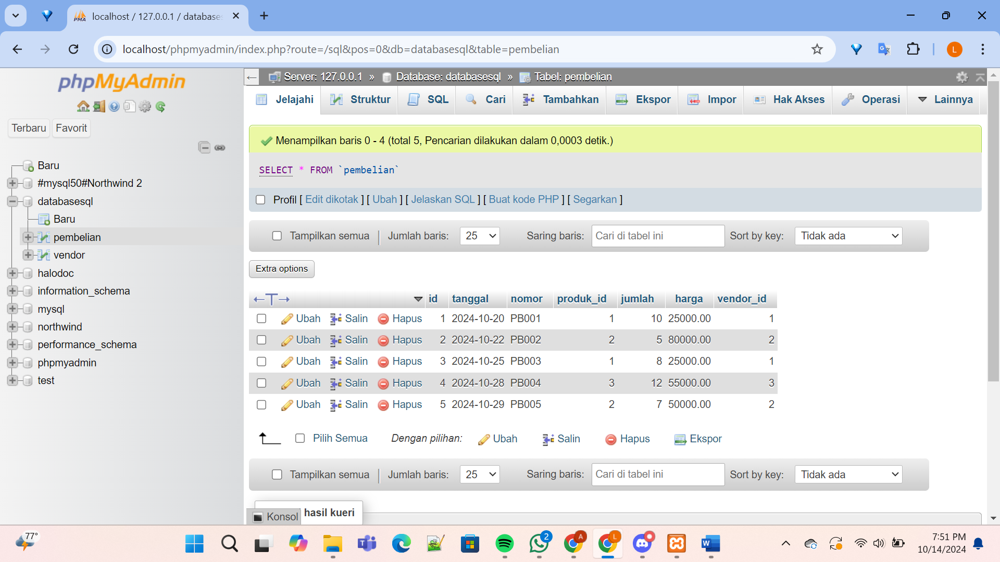 localhost / 127.0.0.1 / database
localhost/phpmyadmin/index.php?route=/sql&pos=0&db=databasesql&table=pembelian
L
phpMyAdmin
Terbaru
Favorit
Baru
#mysql50#Northwind 2
databasesql
Baru
pembelian
vendor
halodoc
information_schema
mysql
northwind
performance_schema
phpmyadmin
test
Server: 127.0.0.1 » Database: databasesql » Tabel: pembelian
Jelajahi Struktur SQL Cari Tambahkan Ekspor Impor Hak Akses Operasi Lainnya
Menampilkan baris 0 - 4 (total 5, Pencarian dilakukan dalam 0,0003 detik.)
SELECT * FROM `pembelian`
Profil [ Edit dikotak ] [ Ubah ] [ Jelaskan SQL ] [ Buat kode PHP ] [ Segarkan ]
Tampilkan semua | Jumlah baris: 25 Saring baris: Cari di tabel ini Sort by key: Tidak ada
Extra options
←T→ id tanggal nomor produk_id jumlah harga vendor_id
Ubah Salin Hapus 1 2024-10-20 PB001 1 10 25000.00 1
Ubah Salin Hapus 2 2024-10-22 PB002 2 5 80000.00 2
Ubah Salin Hapus 3 2024-10-25 PB003 1 8 25000.00 1
Ubah Salin Hapus 4 2024-10-28 PB004 3 12 55000.00 3
Ubah Salin Hapus 5 2024-10-29 PB005 2 7 50000.00 2
Pilih Semua Dengan pilihan: Ubah Salin Hapus Ekspor
Tampilkan semua | Jumlah baris: 25 Saring baris: Cari di tabel ini Sort by key: Tidak ada
hasil kueri
Konsol
77°
2
A
L
7:51 PM
10/14/2024